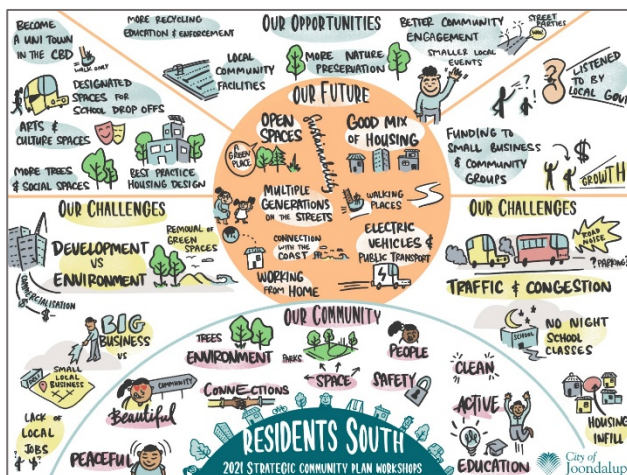 BECOME
A UNI TOWN
IN THE CBD
WALK ONLY
MORE RECYCLING
EDUCATION & ENFORCEMENT
LOCAL
COMMUNITY
FACILITIES
DESIGNATED
SPACES FOR
SCHOOL DROP OFFS
ARTS &
CULTURE SPACES
MORE TREES
& SOCIAL SPACES
BEST PRACTICE
HOUSING DESIGN
OUR OPPORTUNITIES
MORE NATURE
PRESERVATION
BETTER COMMUNITY
ENGAGEMENT
SMALLER LOCAL
EVENTS
STREET
PARTIES
LISTENED
TO BY
LOCAL GOV
FUNDING TO
SMALL BUSINESS
& COMMUNITY
GROUPS
GROWTH
OUR FUTURE
OPEN
SPACES
Sustainability
GOOD MIX
OF HOUSING
A
GREEN PLACE
MULTIPLE
GENERATIONS
ON THE STREETS
WALKING
PLACES
CONNECTION
WITH THE
COAST
ELECTRIC
VEHICLES &
PUBLIC TRANSPORT
WORKING
FROM HOME
OUR CHALLENGES
DEVELOPMENT
VS
ENVIRONMENT
REMOVAL OF
GREEN SPACES
COMMERCIALISATION
$ $
BIG
BUSINESS
VS
SMALL
LOCAL
BUSINESS
LACK OF
LOCAL
JOBS
OUR CHALLENGES
ROAD
NOISE
?PARKING?
TRAFFIC & CONGESTION
NO NIGHT
SCHOOL
CLASSES
SCHOOL
HOUSING
INFILL
OUR COMMUNITY
TREES
ENVIRONMENT
PARKS
SPACE
PEOPLE
SAFETY
CONNECTIONS
COMMUNITY
Beautiful
PEACEFUL
CLEAN
ACTIVE
EDUCATION
RESIDENTS SOUTH
2021 STRATEGIC COMMUNITY PLAN WORKSHOPS
City of
Joondalup